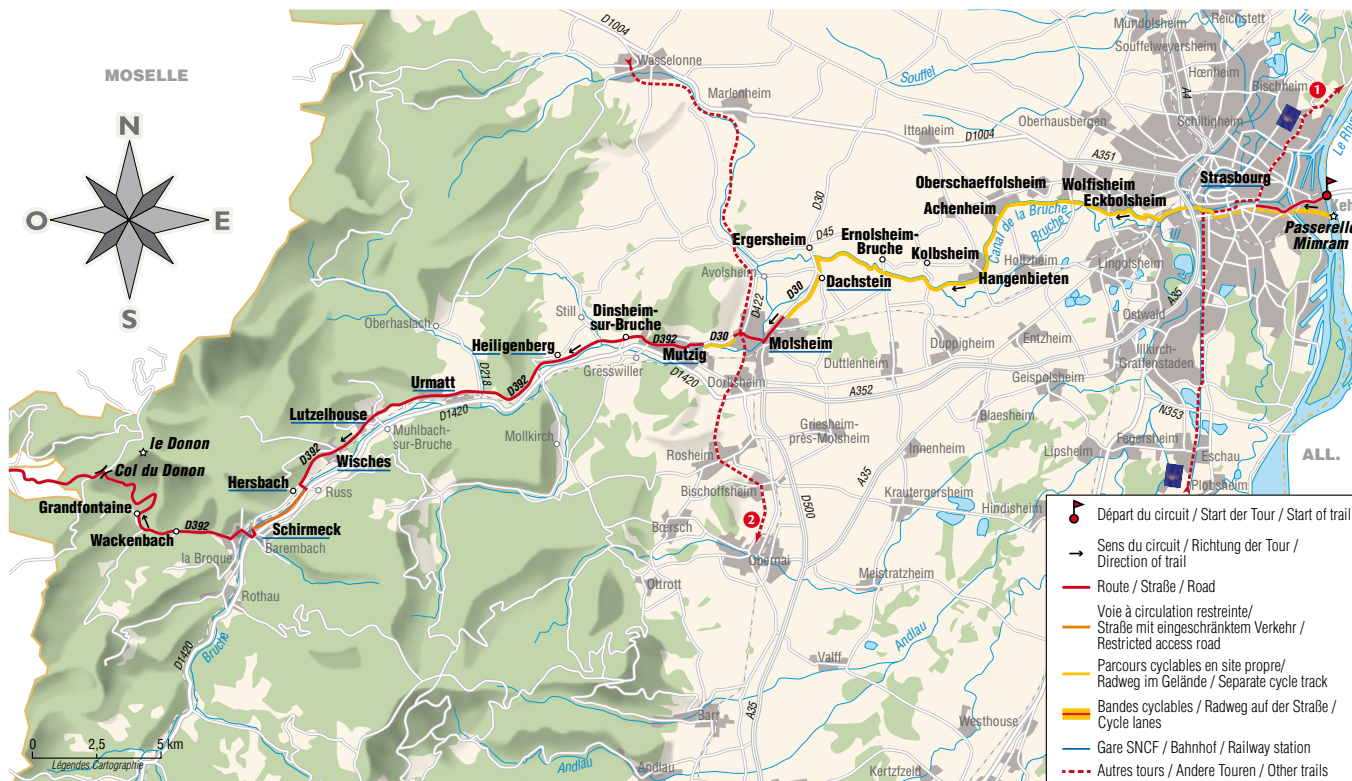 MOSELLE
N
O
E
S
D1004
Wasselonne
Marlenheim
Souffel
Ittenheim
D1004
Oberhausbergen
A351
A4
Mundolsheim
Reichstett
Souffelweyersheim
Hœnheim
Bischheim
Schiltigheim
1
Le Rhin
Strasbourg
Keh
Passerelle
Mimram
Oberschaeffolsheim
Wolfisheim
Eckbolsheim
Achenheim
Canal de la Bruche
Bruche
Ill
D30
D45
Ergersheim
Ernolsheim-
Bruche
Kolbsheim
Holtzheim
Lingolsheim
Hangenbieten
Avolsheim
Dachstein
D30
D422
A35
Ostwald
Still
Dinsheim-
sur-Bruche
Oberhaslach
Heiligenberg
D392
D30
Mutzig
Molsheim
Gresswiller
D1420
Dorlisheim
Duttlenheim
Duppigheim
Entzheim
Illkirch-
Graffenstaden
Geispolsheim
A352
D218
D392
Urmatt
D1420
Lutzelhouse
Muhlbach-
sur-Bruche
Mollkirch
Griesheim-
près-Molsheim
Blaesheim
N353
Fegersheim
Eschau
ALL.
Rosheim
Innenheim
Lipsheim
Plobsheim
le Donon
Col du Donon
D392
Wisches
Hersbach
Russ
Bischoffsheim
A35
Krautergersheim
Hindisheim
Grandfontaine
D392
Wackenbach
Schirmeck
Barembach
la Broque
2
Bœrsch
D500
Obernai
Rothau
Ottrott
Meistratzheim
D1420
Bruche
Andlau
Valff
Barr
A35
Westhouse
Andlau
Andlau
Kertzfeld
0
2,5
5 km
Légendes Cartographie
Départ du circuit / Start der Tour / Start of trail
Sens du circuit / Richtung der Tour /
Direction of trail
Route / Straße / Road
Voie à circulation restreinte/
Straße mit eingeschränktem Verkehr /
Restricted access road
Parcours cyclables en site propre/
Radweg im Gelände / Separate cycle track
Bandes cyclables / Radweg auf der Straße /
Cycle lanes
Gare SNCF / Bahnhof / Railway station
Autres tours / Andere Touren / Other trails